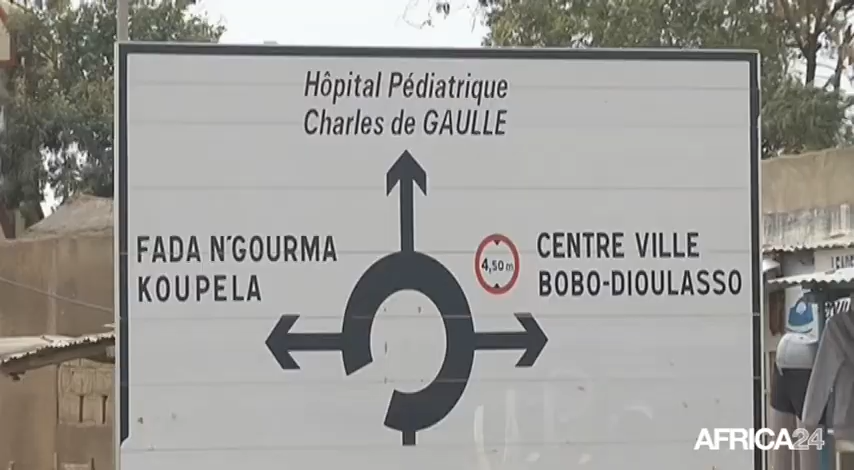 Hôpital Pédiatrique
Charles de GAULLE
FADA N'GOURMA
KOUPELA
4,50 m
CENTRE VILLE
BOBO-DIOULASSO
AFRICA24